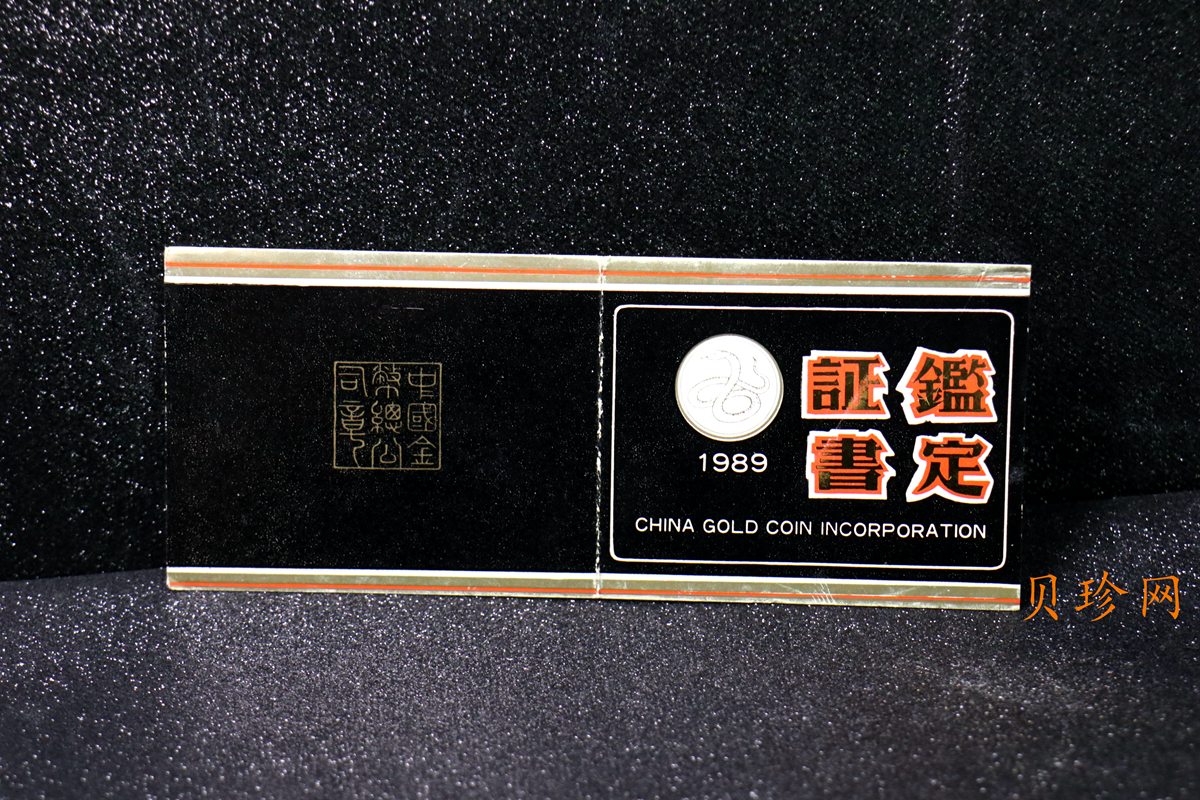 中國金
幣總公
司章
1989
鑑定
証書
CHINA GOLD COIN INCORPORATION
贝珍网